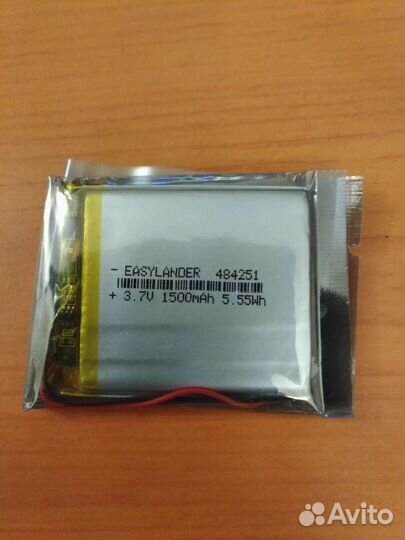 - EASYLANDER 484251
+ 3.7V 1500mAh 5.55Wh
Avito